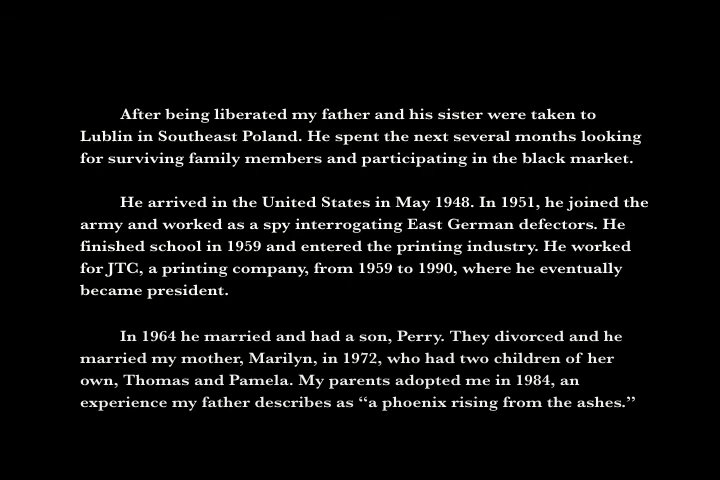 After being liberated my father and his sister were taken to
Lublin in Southeast Poland. He spent the next several months looking
for surviving family members and participating in the black market.
He arrived in the United States in May 1948. In 1951, he joined the
army and worked as a spy interrogating East German defectors. He
finished school in 1959 and entered the printing industry. He worked
for JTC, a printing company, from 1959 to 1990, where he eventually
became president.
In 1964 he married and had a son, Perry. They divorced and he
married my mother, Marilyn, in 1972, who had two children of her
own, Thomas and Pamela. My parents adopted me in 1984, an
experience my father describes as “a phoenix rising from the ashes.”